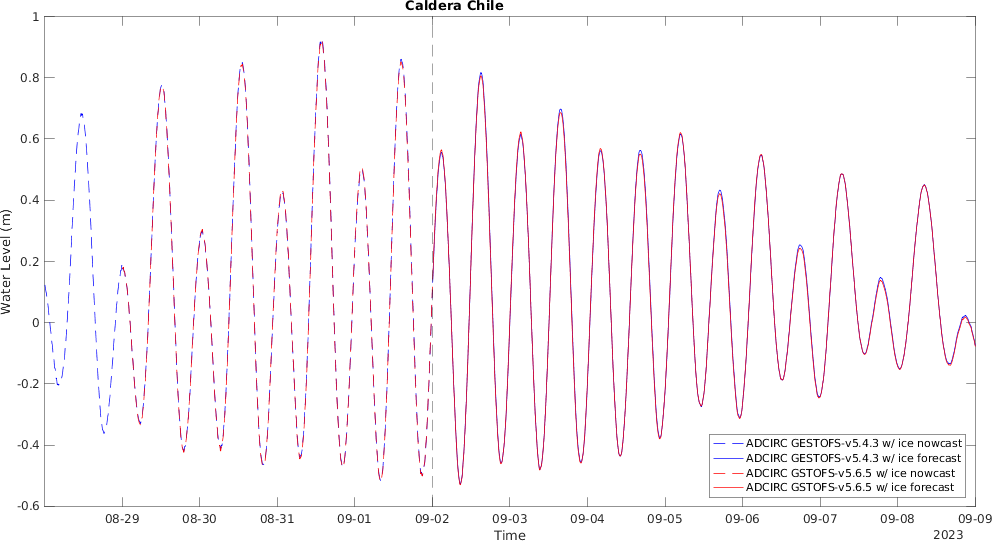 Caldera Chile
1
0.8
0.6
0.4
0.2
0
-0.2
-0.4
-0.6
Water Level (m)
ADCIRC GESTOFS-v5.4.3 w/ ice nowcast
ADCIRC GESTOFS-v5.4.3 w/ ice forecast
ADCIRC GSTOFS-v5.6.5 w/ ice nowcast
ADCIRC GSTOFS-v5.6.5 w/ ice forecast
08-29 08-30 08-31 09-01 09-02 09-03 09-04 09-05 09-06 09-07 09-08 09-09
Time
2023